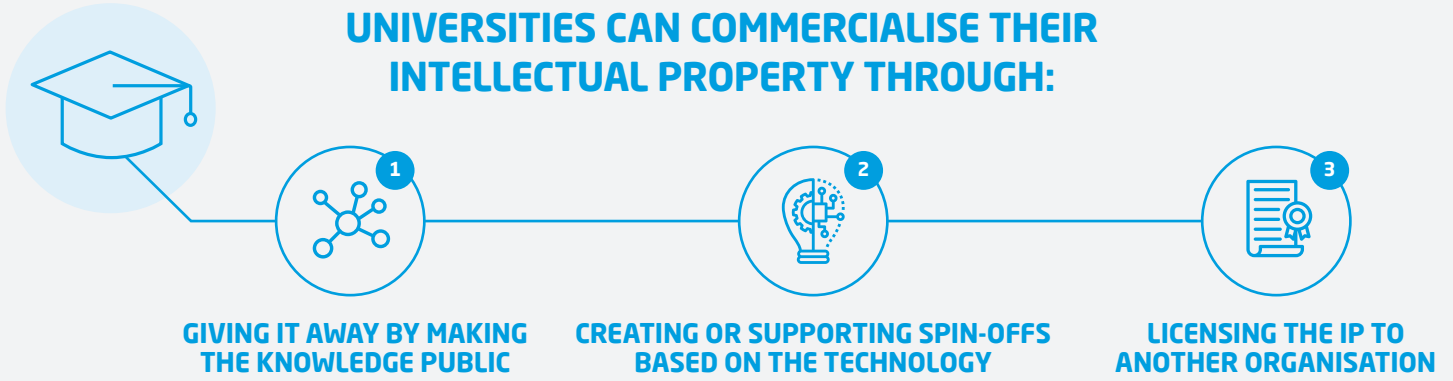 UNIVERSITIES CAN COMMERCIALISE THEIR
INTELLECTUAL PROPERTY THROUGH:
1
GIVING IT AWAY BY MAKING
THE KNOWLEDGE PUBLIC
2
CREATING OR SUPPORTING SPIN-OFFS
BASED ON THE TECHNOLOGY
3
LICENSING THE IP TO
ANOTHER ORGANISATION